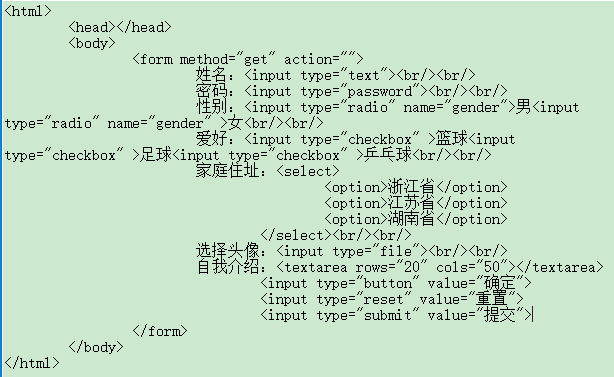 <html>
<head></head>
<body>
<form method="get" action="">
姓名：<input type="text"><br/><br/>
密码：<input type="password"><br/><br/>
性别：<input type="radio" name="gender">男<input
type="radio" name="gender" >女<br/><br/>
爱好：<input type="checkbox" >篮球<input
type="checkbox" >足球<input type="checkbox" >乒乓球<br/><br/>
家庭住址：<select>
<option>浙江省</option>
<option>江苏省</option>
<option>湖南省</option>
</select><br/><br/>
选择头像：<input type="file"><br/><br/>
自我介绍：<textarea rows="20" cols="50"></textarea>
<input type="button" value="确定">
<input type="reset" value="重置">
<input type="submit" value="提交">
</form>
</body>
</html>